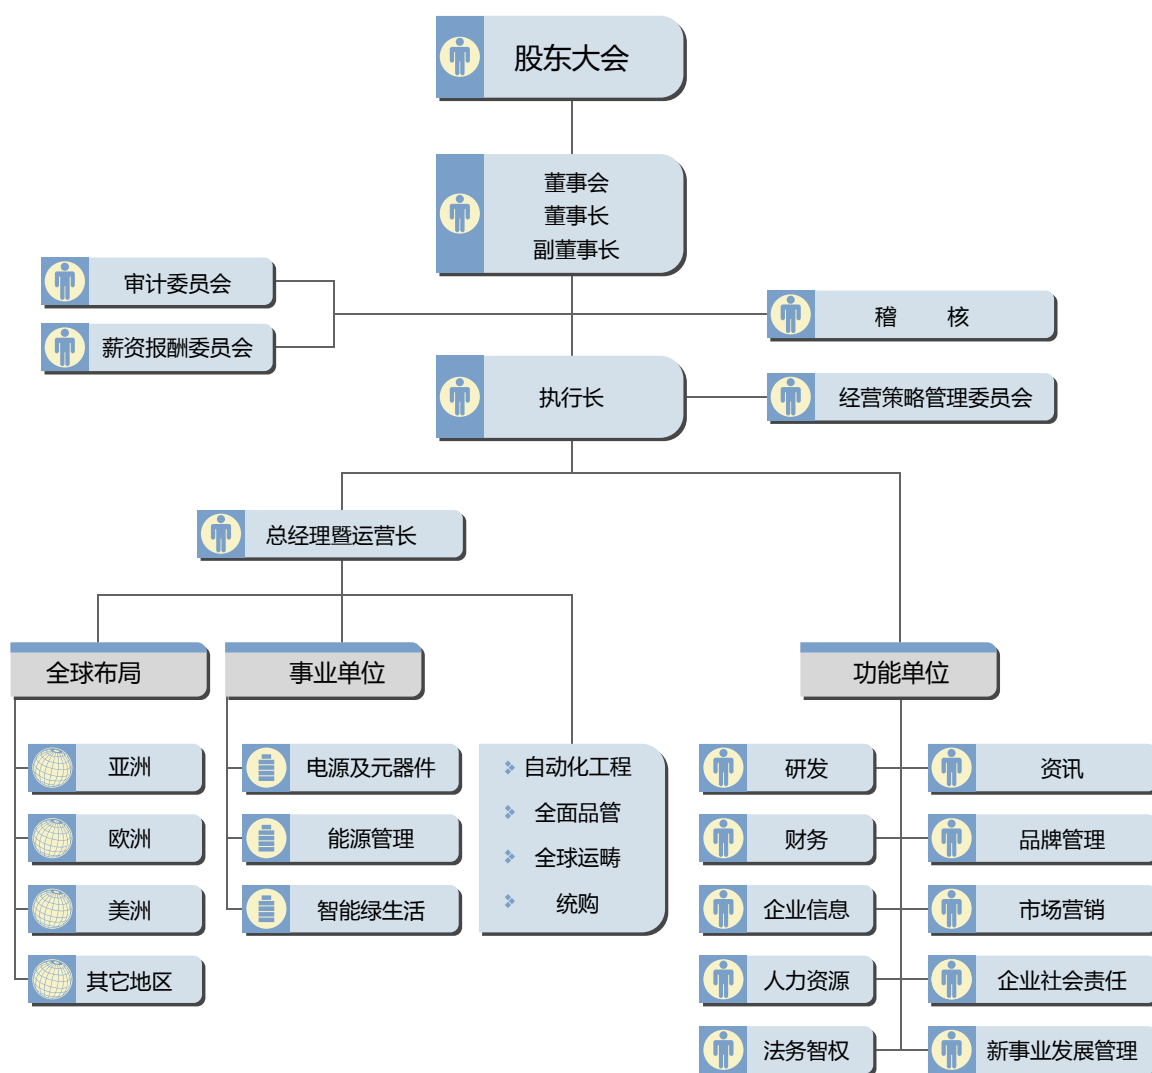 股东大会
董事会
董事长
副董事长
审计委员会
薪资报酬委员会
稽 核
执行长
经营策略管理委员会
总经理暨运营长
全球布局
事业单位
功能单位
亚洲
欧洲
美洲
其它地区
电源及元器件
能源管理
智能绿生活
自动化工程
全面品管
全球运畴
统购
研发
资讯
财务
品牌管理
企业信息
市场营销
人力资源
企业社会责任
法务智权
新事业发展管理